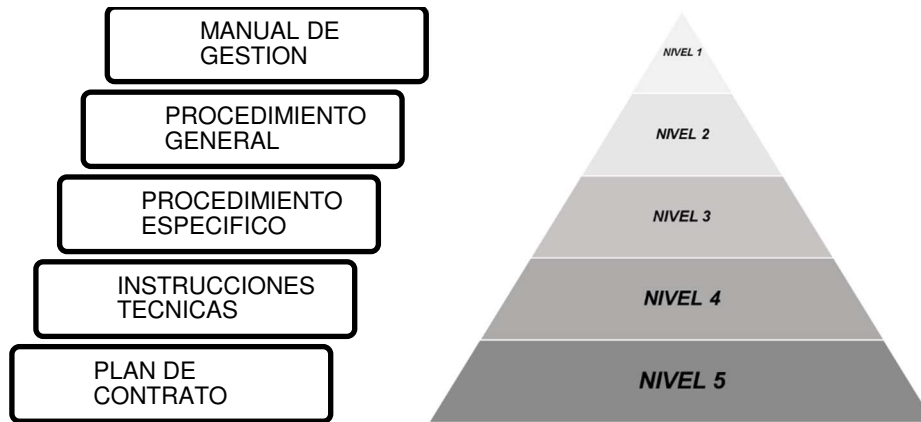 MANUAL DE
GESTION
NIVEL 1
PROCEDIMIENTO
GENERAL
NIVEL 2
PROCEDIMIENTO
ESPECIFICO
NIVEL 3
INSTRUCCIONES
TECNICAS
NIVEL 4
PLAN DE
CONTRATO
NIVEL 5